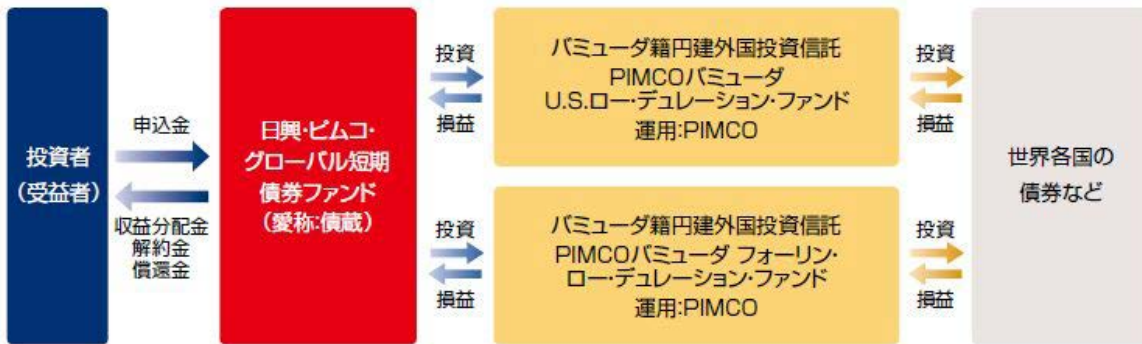 投資者
(受益者)
申込金
収益分配金
解約金
償還金
日興・ピムコ・
グローバル短期
債券ファンド
(愛称:債蔵)
投資
損益
バミューダ籍円建外国投資信託
PIMCOバミューダ
U.S.ロー・デュレーション・ファンド
運用:PIMCO
投資
損益
投資
損益
バミューダ籍円建外国投資信託
PIMCOバミューダ フォーリン・
ロー・デュレーション・ファンド
運用:PIMCO
投資
損益
世界各国の
債券など